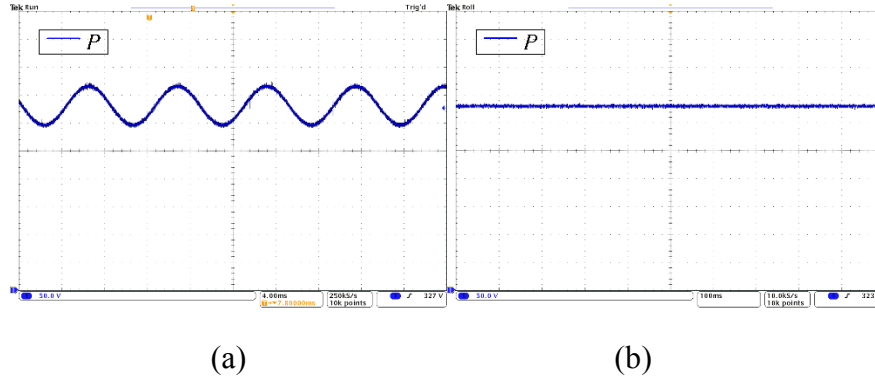 Tek Run Trig'd
P
50.0 V 4.00ms 250kS/s 327 V
10k points
Tek Roll
P
50.0 V 100ms 10.0kS/s 323
10k points
(a) (b)